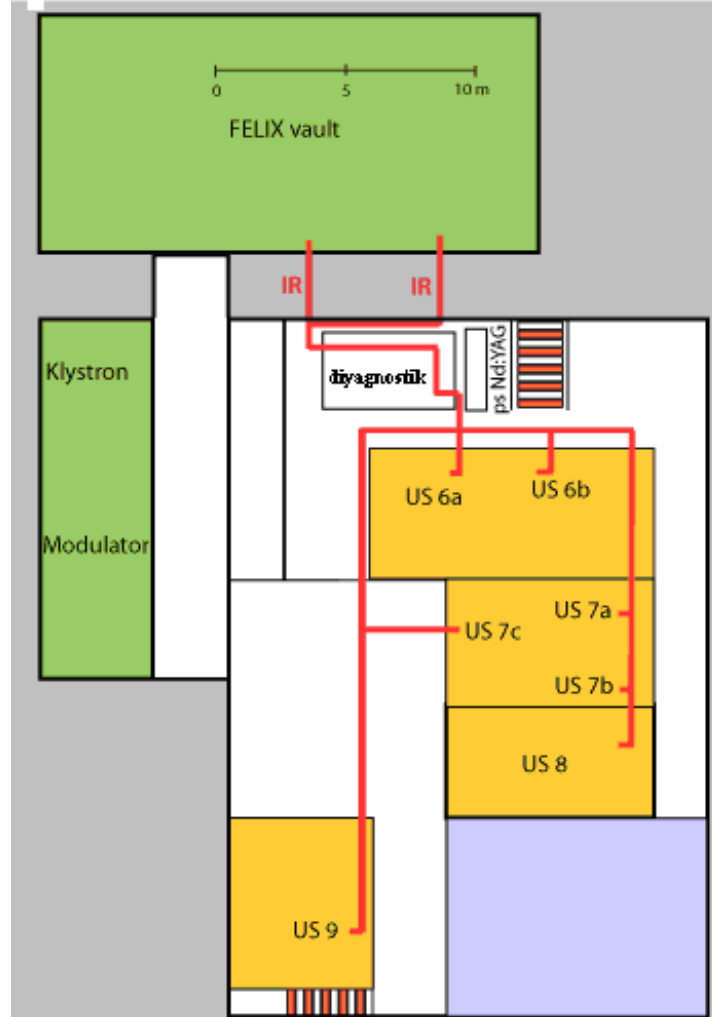 0 5 10 m
FELIX vault
IR IR
Klystron
diyagnostik
ps Nd:YAG
US 6a
US 6b
Modulator
US 7a
US 7c
US 7b
US 8
US 9